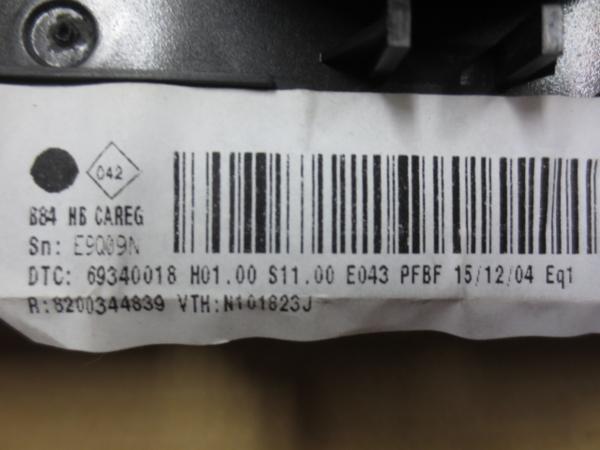 042
B84 HB CAREG
Sn: E9Q09N
DTC: 69340018 H01.00 S11.00 E043 PFBF 15/12/04 Eq1
R:8200344839 VTH:N101823J